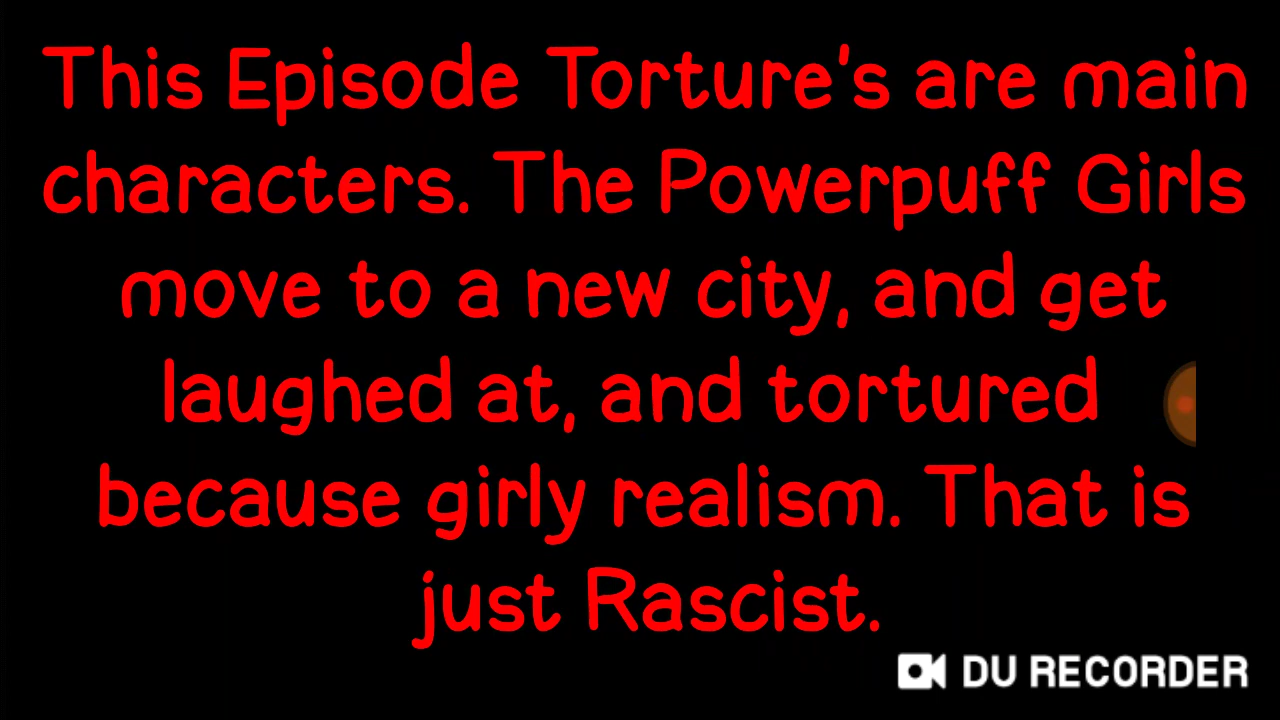 This Episode Torture's are main
characters. The Powerpuff Girls
move to a new city, and get
laughed at, and tortured
because girly realism. That is
just Rascist.
DU RECORDER